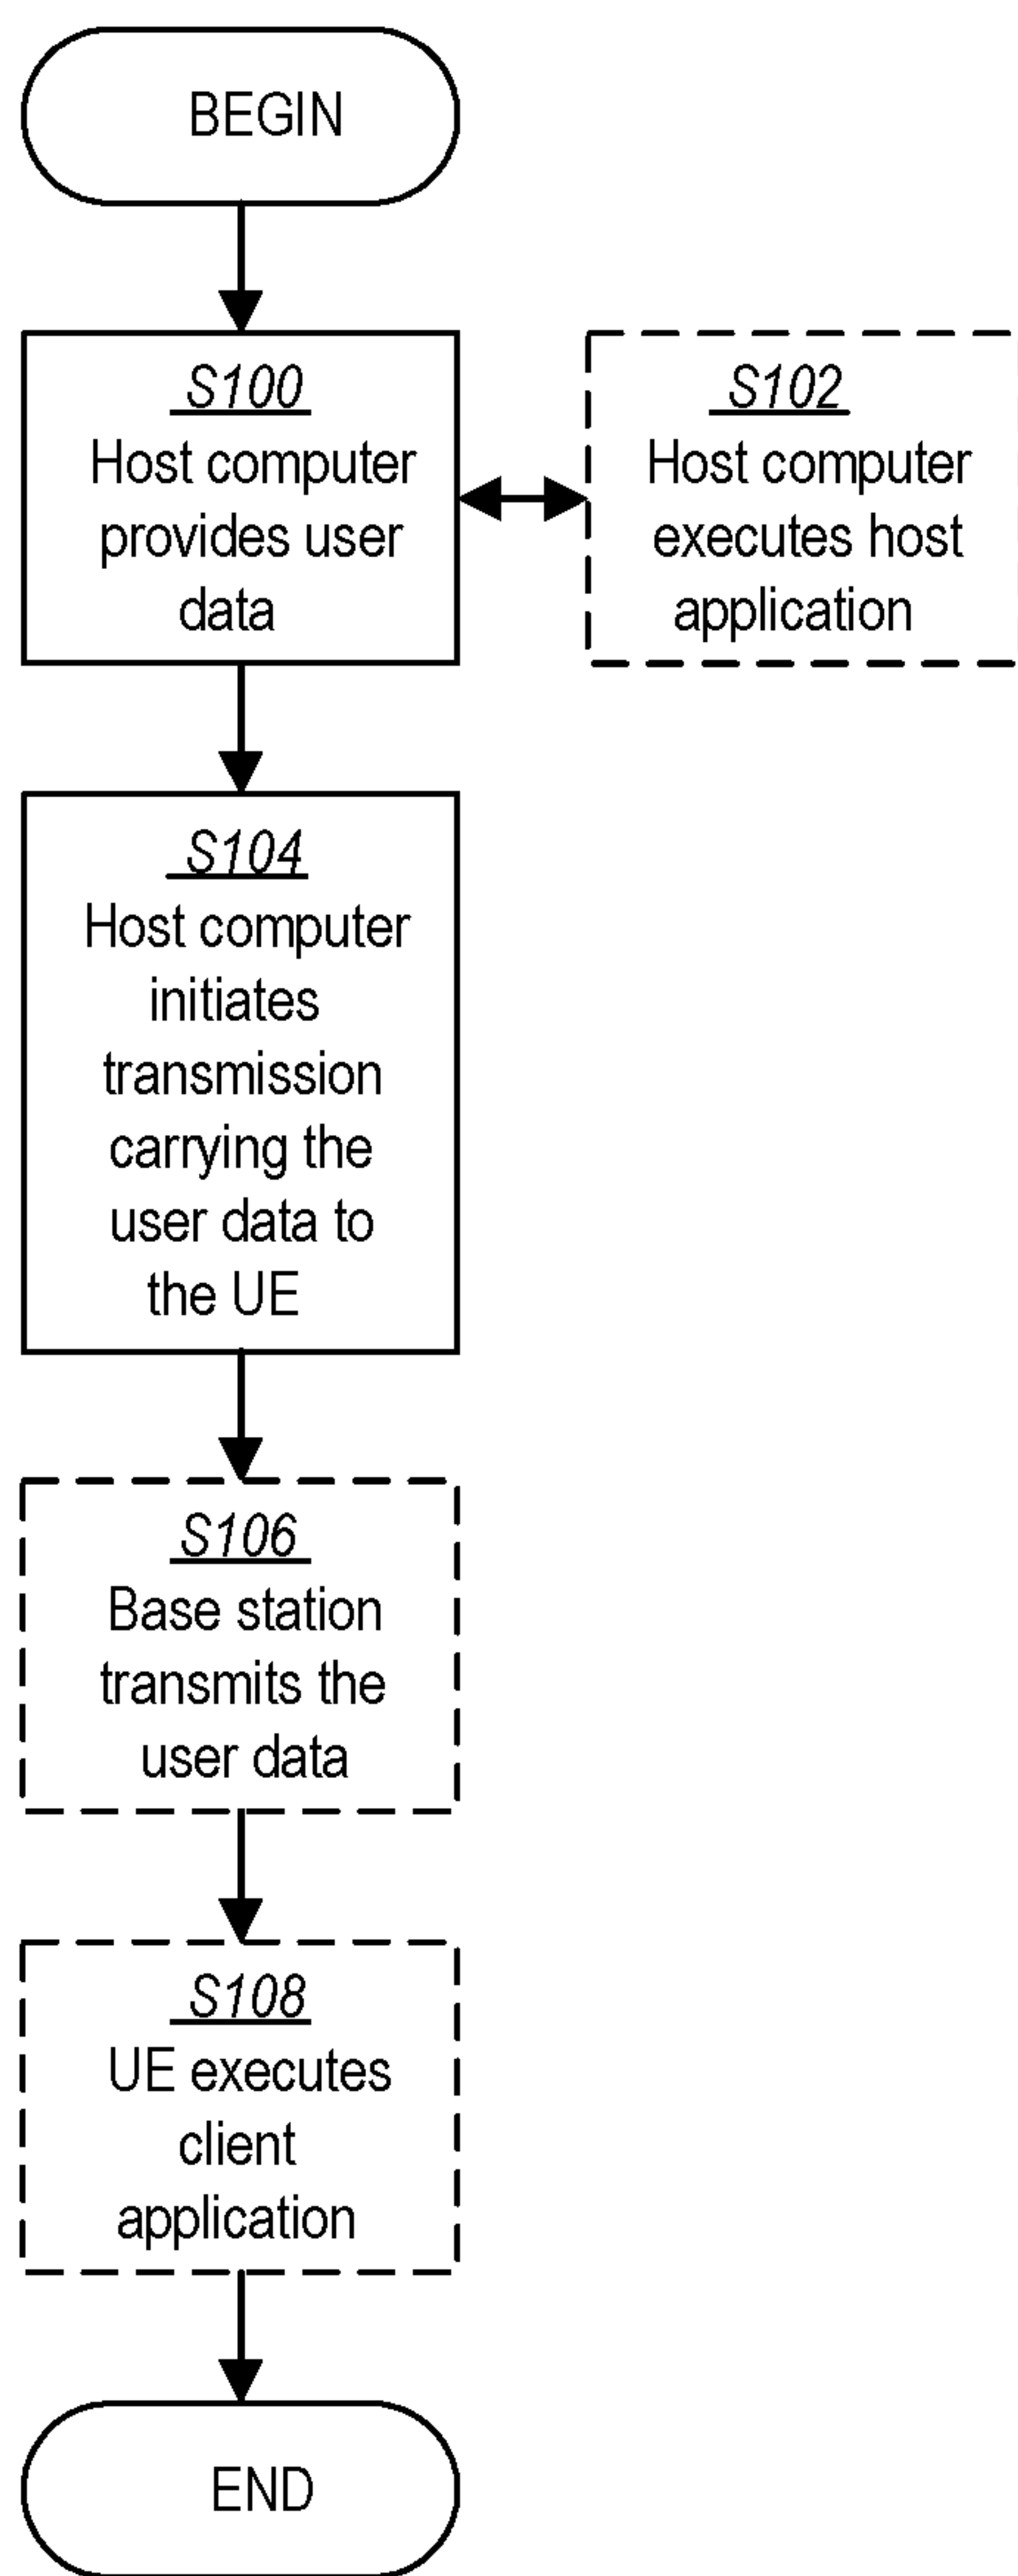 BEGIN
S100
Host computer
provides user
data
S102
Host computer
executes host
application
S104
Host computer
initiates
transmission
carrying the
user data to
the UE
S106
Base station
transmits the
user data
S108
UE executes
client
application
END